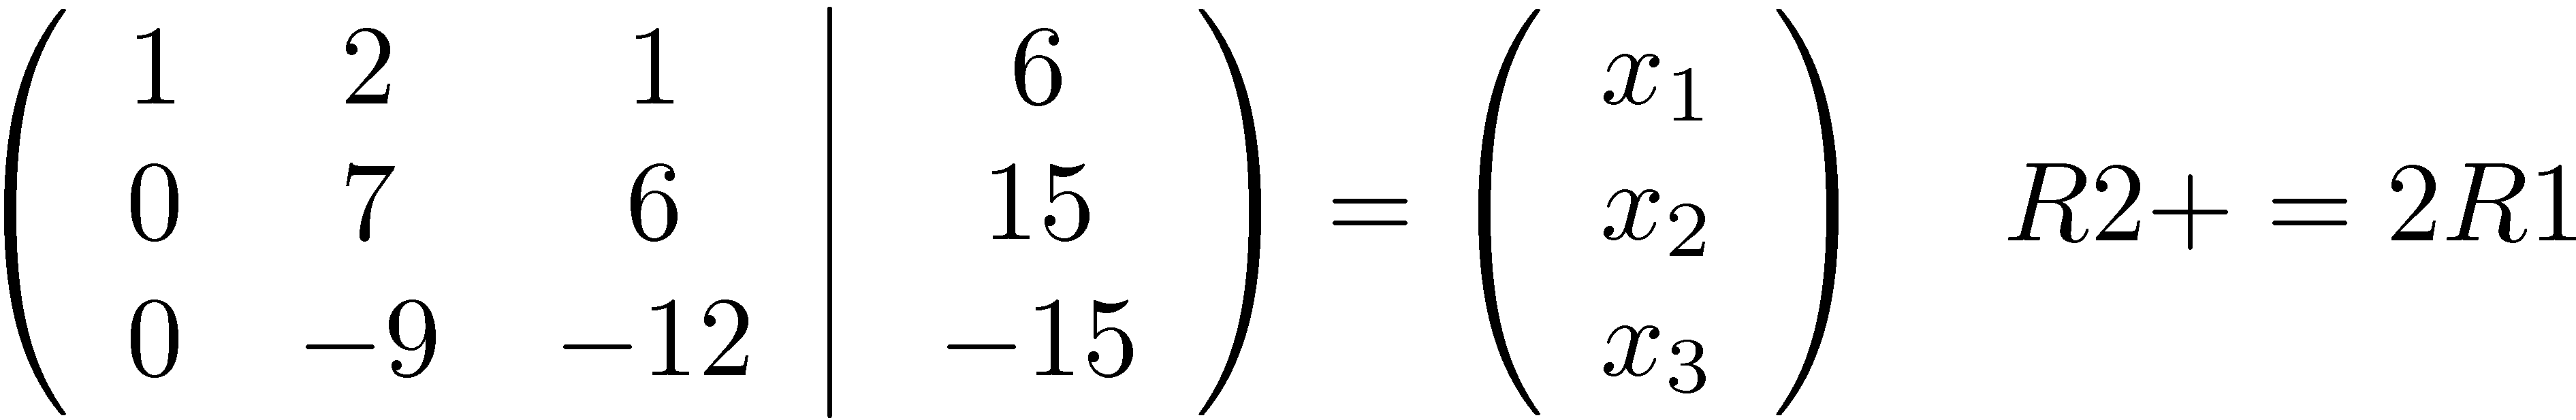 1 2 1 | 6
0 7 6 | 15
0 −9 −12 | −15
=
x₁
x₂
x₃
R2+ = 2R1